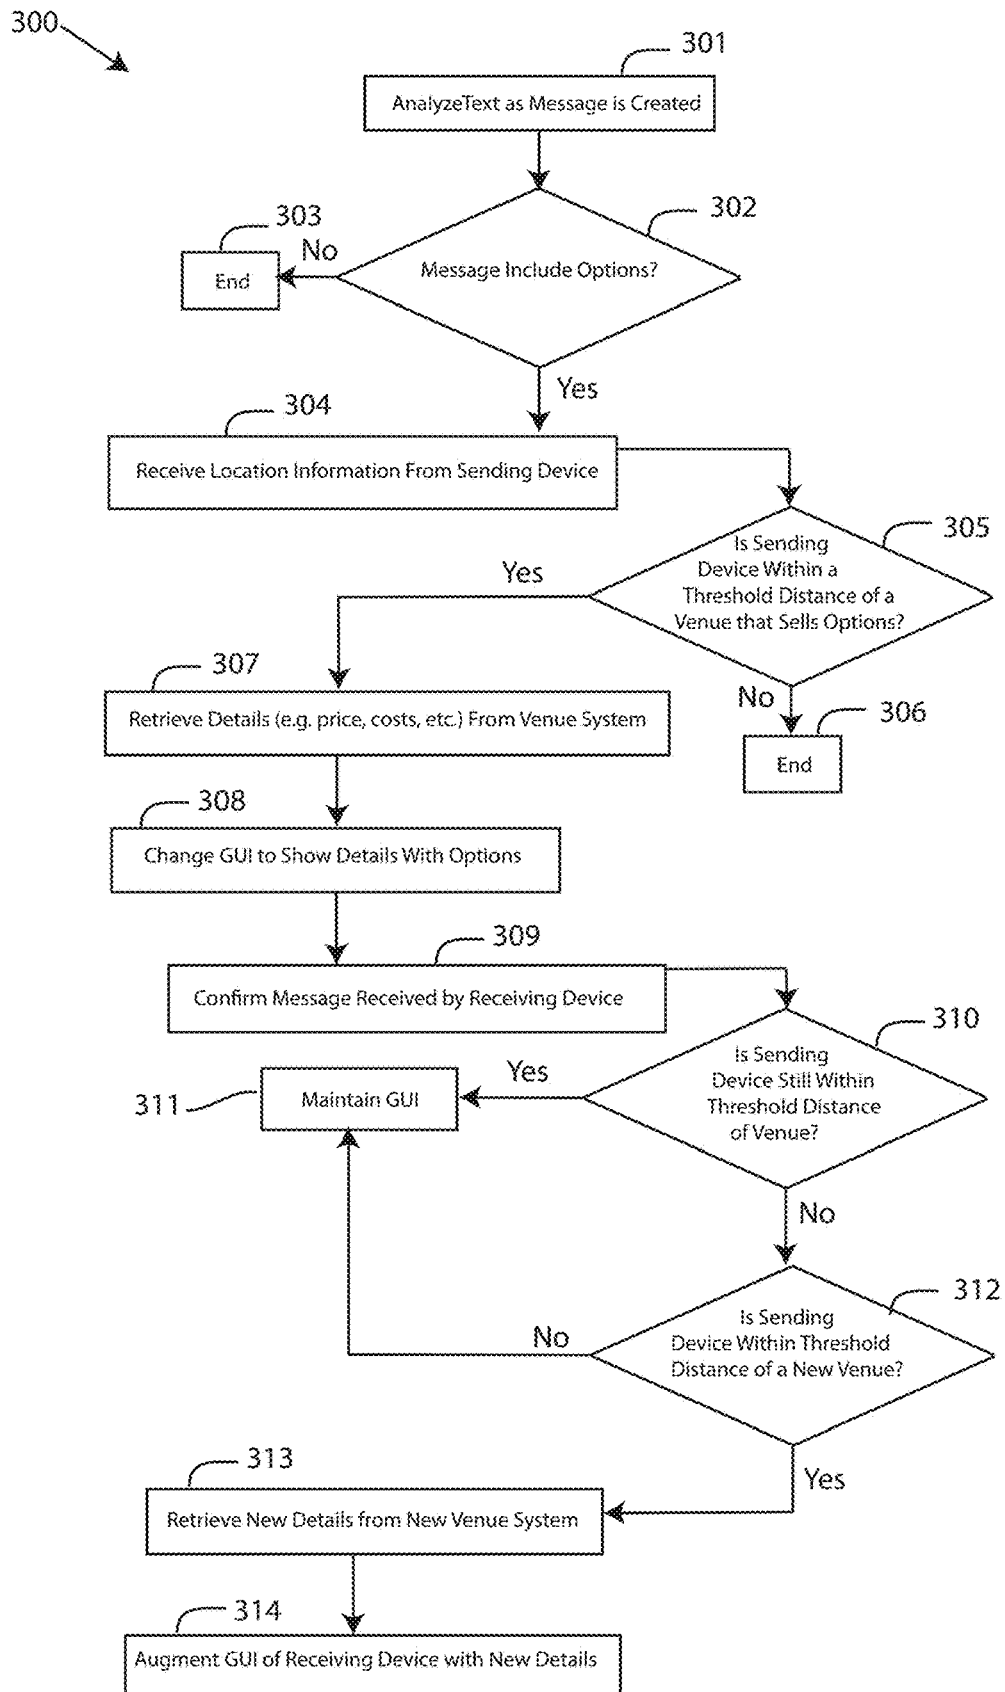 300
301
AnalyzeText as Message is Created
302
Message Include Options?
303
No
End
Yes
304
Receive Location Information From Sending Device
305
Is Sending
Device Within a
Threshold Distance of a
Venue that Sells Options?
Yes
No
306
End
307
Retrieve Details (e.g. price, costs, etc.) From Venue System
308
Change GUI to Show Details With Options
309
Confirm Message Received by Receiving Device
310
Is Sending
Device Still Within
Threshold Distance
of Venue?
Yes
311
Maintain GUI
No
312
Is Sending
Device Within Threshold
Distance of a New Venue?
No
Yes
313
Retrieve New Details from New Venue System
314
Augment GUI of Receiving Device with New Details